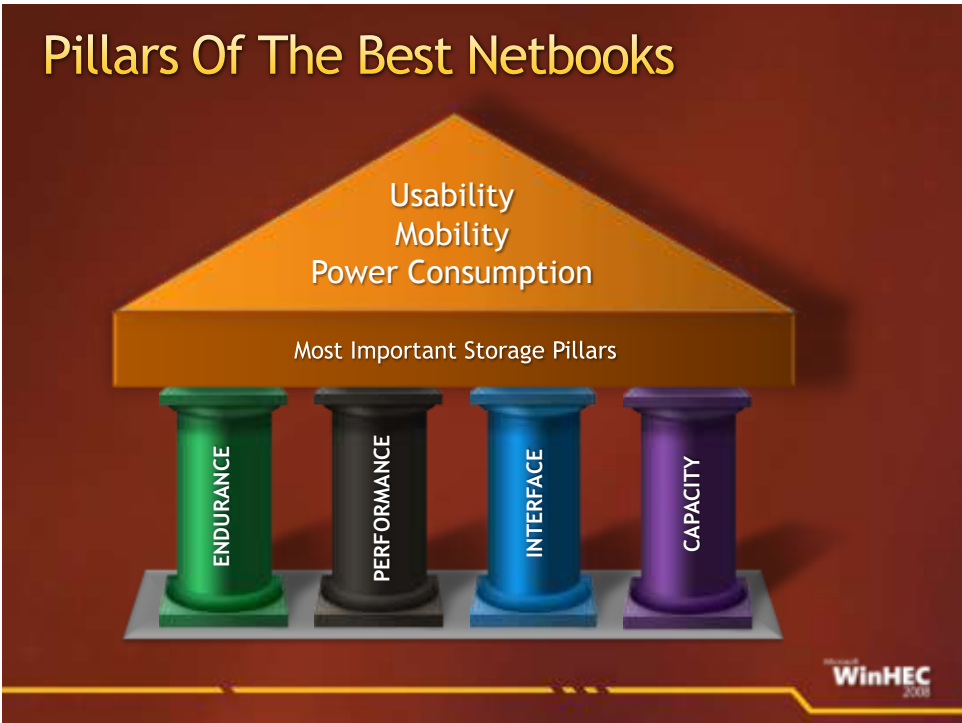 Pillars Of The Best Netbooks
Usability
Mobility
Power Consumption
Most Important Storage Pillars
ENDURANCE
PERFORMANCE
INTERFACE
CAPACITY
Microsoft
WinHEC
2008